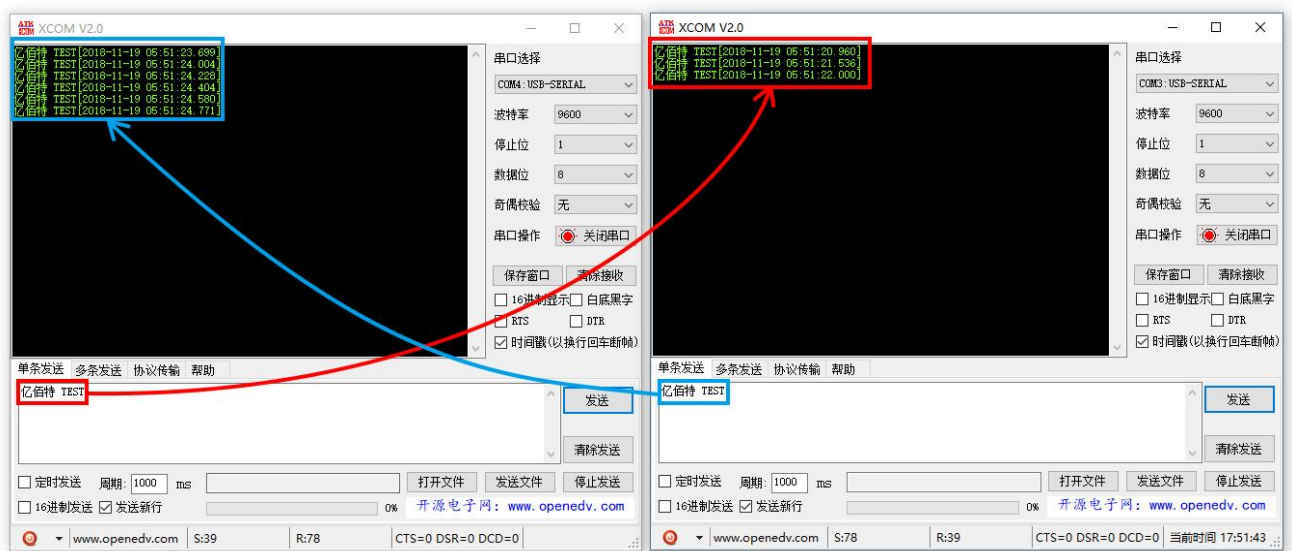 XCOM V2.0
亿佰特 TEST[2018-11-19 05:51:23.699]
亿佰特 TEST[2018-11-19 05:51:24.004]
亿佰特 TEST[2018-11-19 05:51:24.228]
亿佰特 TEST[2018-11-19 05:51:24.404]
亿佰特 TEST[2018-11-19 05:51:24.580]
亿佰特 TEST[2018-11-19 05:51:24.771]
串口选择
COM4:USB-SERIAL
波特率 9600
停止位 1
数据位 8
奇偶校验 无
串口操作 关闭串口
保存窗口 清除接收
16进制显示 白底黑字
RTS DTR
时间戳(以换行回车断帧)
单条发送 多条发送 协议传输 帮助
亿佰特 TEST
发送
清除发送
定时发送 周期: 1000 ms 打开文件 发送文件 停止发送
16进制发送 发送新行 0% 开源电子网：www.openedv.com
www.openedv.com S:39 R:78 CTS=0 DSR=0 DCD=0
ATK XCOM
XCOM V2.0
亿佰特 TEST[2018-11-19 05:51:20.960]
亿佰特 TEST[2018-11-19 05:51:21.536]
亿佰特 TEST[2018-11-19 05:51:22.000]
串口选择
COM3:USB-SERIAL
波特率 9600
停止位 1
数据位 8
奇偶校验 无
串口操作 关闭串口
保存窗口 清除接收
16进制显示 白底黑字
RTS DTR
时间戳(以换行回车断帧)
单条发送 多条发送 协议传输 帮助
亿佰特 TEST
发送
清除发送
定时发送 周期: 1000 ms 打开文件 发送文件 停止发送
16进制发送 发送新行 0% 开源电子网：www.openedv.com
www.openedv.com S:78 R:39 CTS=0 DSR=0 DCD=0 当前时间 17:51:43